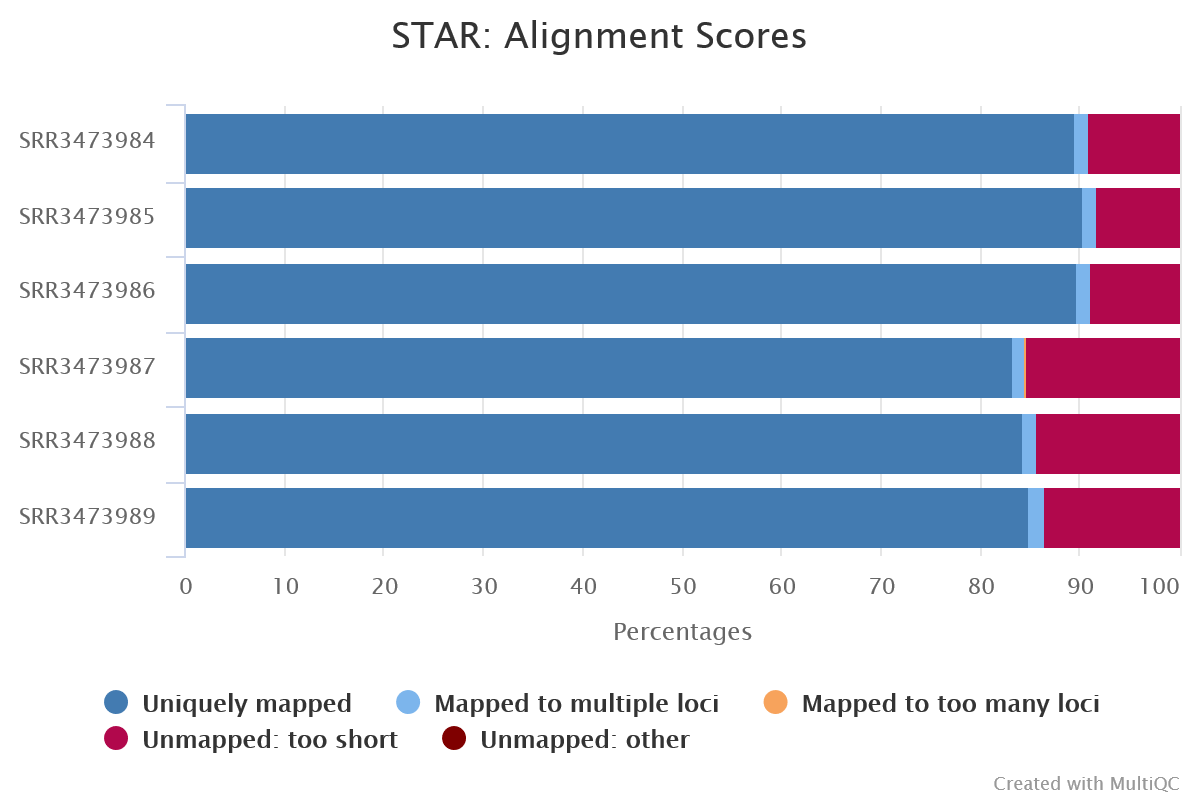 STAR: Alignment Scores
SRR3473984
SRR3473985
SRR3473986
SRR3473987
SRR3473988
SRR3473989
0 10 20 30 40 50 60 70 80 90 100
Percentages
Uniquely mapped Mapped to multiple loci Mapped to too many loci
Unmapped: too short Unmapped: other
Created with MultiQC